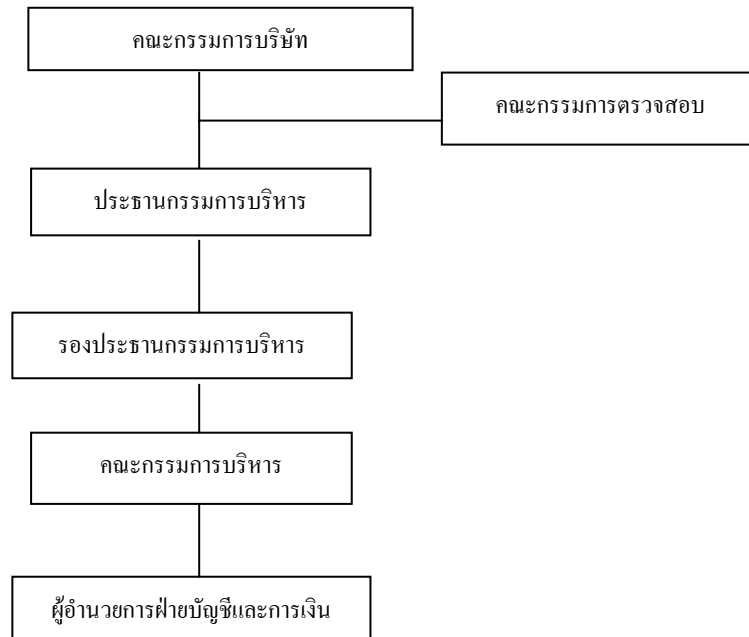 คณะกรรมการบริษัท
คณะกรรมการตรวจสอบ
ประธานกรรมการบริหาร
รองประธานกรรมการบริหาร
คณะกรรมการบริหาร
ผู้อำนวยการฝ่ายบัญชีและการเงิน